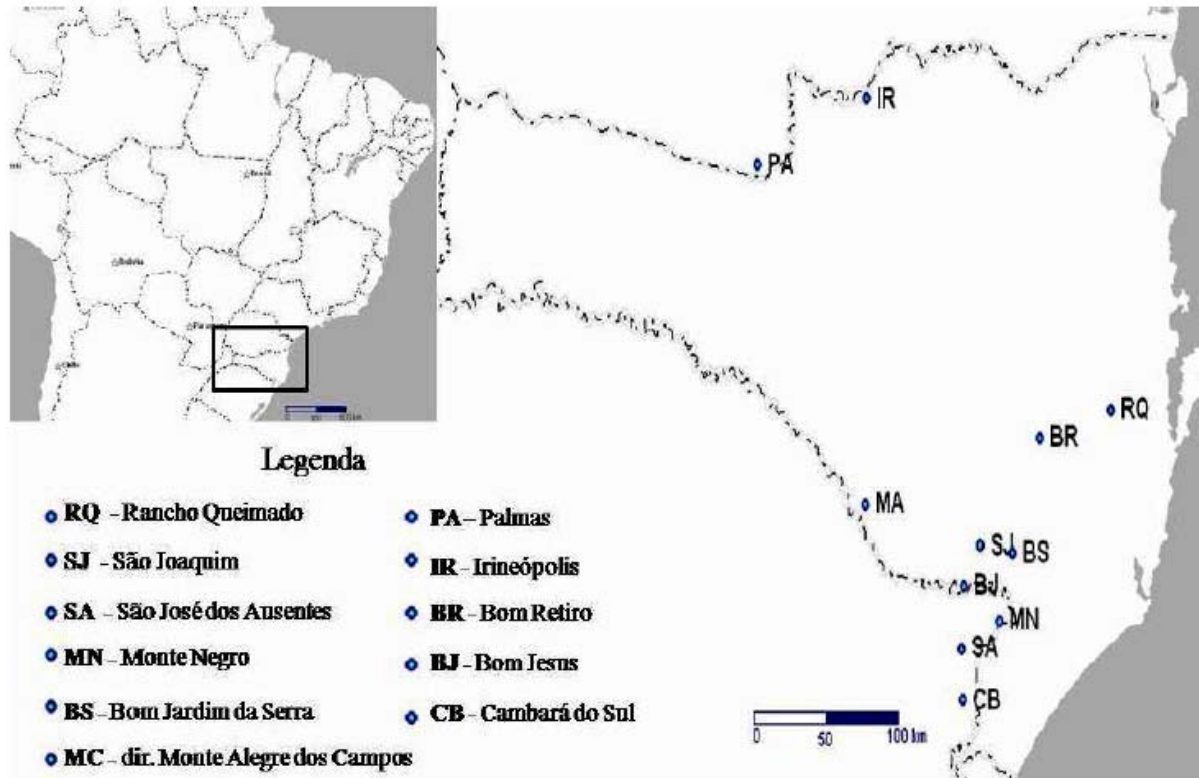 IR
PA
RQ
BR
MA
SJ
BS
BJ
MN
SA
CB
0 50 100 km
Legenda
RQ – Rancho Queimado
SJ – São Joaquim
SA – São José dos Ausentes
MN – Monte Negro
BS – Bom Jardim da Serra
MC – dir. Monte Alegre dos Campos
PA – Palmas
IR – Irineópolis
BR – Bom Retiro
BJ – Bom Jesus
CB – Cambará do Sul